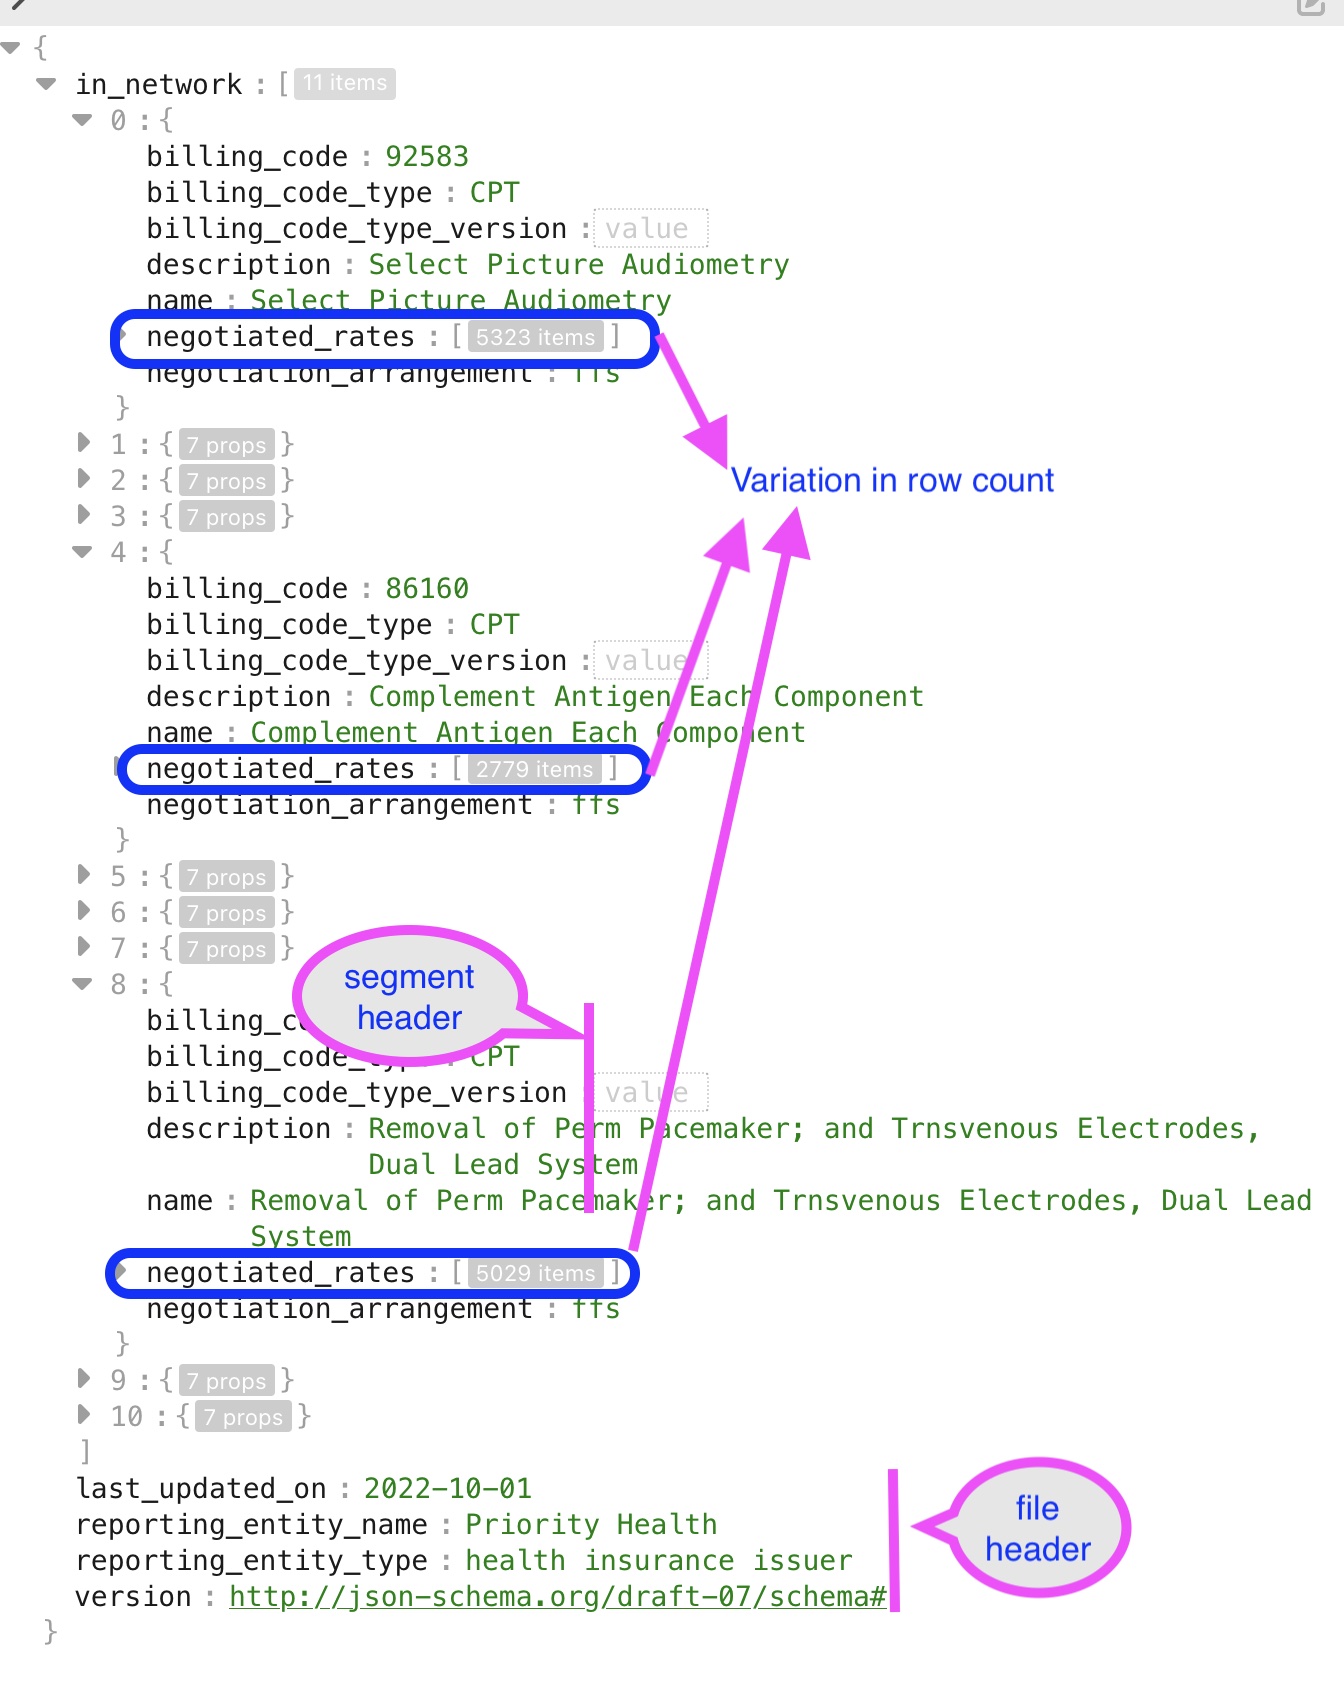 {
in_network : [ 11 items
0 : {
billing_code : 92583
billing_code_type : CPT
billing_code_type_version : value
description : Select Picture Audiometry
name : Select Picture Audiometry
negotiated_rates : [ 5323 items ]
negotiation_arrangement : ffs
}
1 : { 7 props }
Variation in row count
2 : { 7 props }
3 : { 7 props }
4 : {
billing_code : 86160
billing_code_type : CPT
billing_code_type_version : value
description : Complement Antigen Each Component
name : Complement Antigen Each Component
negotiated_rates : [ 2779 items ]
negotiation_arrangement : ffs
}
5 : { 7 props }
6 : { 7 props }
7 : { 7 props }
8 : {
segment
header
billing_c
billing_code_type : CPT
billing_code_type_version : value
description : Removal of Perm Pacemaker; and Trnsvenous Electrodes,
Dual Lead System
name : Removal of Perm Pacemaker; and Trnsvenous Electrodes, Dual Lead
System
negotiated_rates : [ 5029 items ]
negotiation_arrangement : ffs
}
9 : { 7 props }
10 : { 7 props }
]
last_updated_on : 2022-10-01
reporting_entity_name : Priority Health
reporting_entity_type : health insurance issuer
version : http://json-schema.org/draft-07/schema#
file
header
}